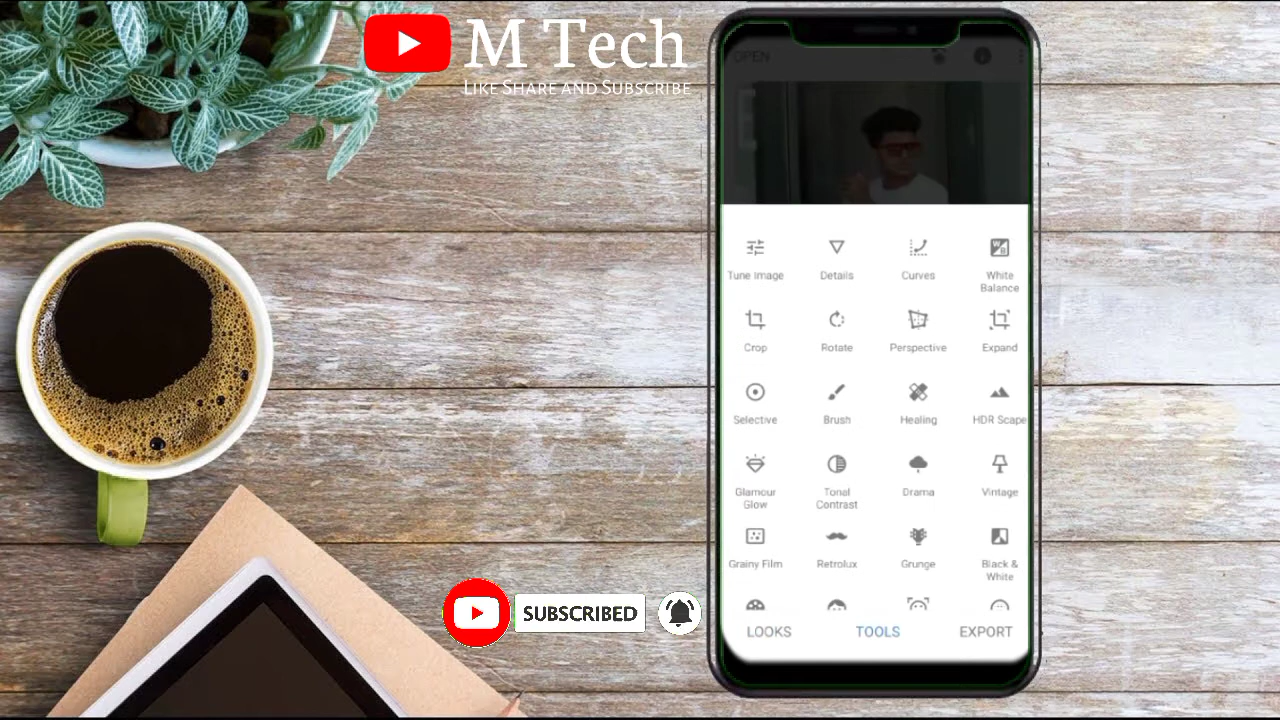 M Tech
LIKE SHARE AND SUBSCRIBE
OPEN
Tune Image
Details
Curves
White
Balance
Crop
Rotate
Perspective
Expand
Selective
Brush
Healing
HDR Scape
Glamour
Glow
Tonal
Contrast
Drama
Vintage
Grainy Film
Retrolux
Grunge
Black &
White
LOOKS
TOOLS
EXPORT
SUBSCRIBED